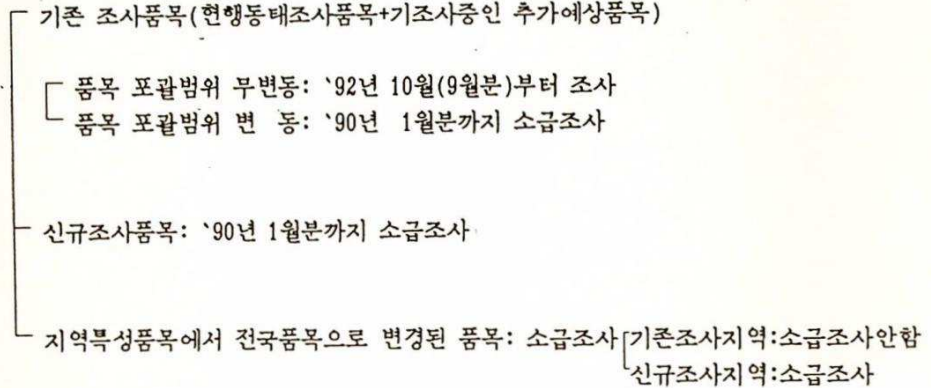 기존 조사품목(현행동태조사품목+기조사중인 추가예상품목)
품목 포괄범위 무변동: `92년 10월(9월분)부터 조사
품목 포괄범위 변  동: `90년  1월분까지 소급조사
신규조사품목: `90년 1월분까지 소급조사
지역특성품목에서 전국품목으로 변경된 품목: 소급조사 기존조사지역:소급조사안함
신규조사지역:소급조사